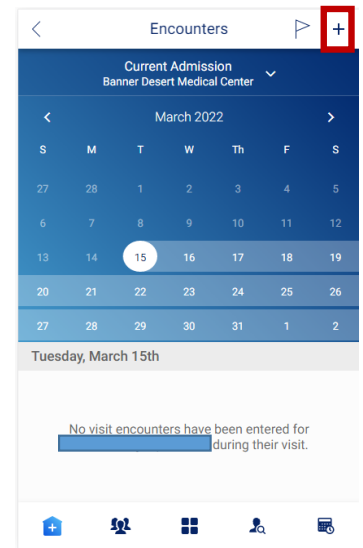 Encounters
Current Admission
Banner Desert Medical Center
March 2022
S M T W Th F S
27 28 1 2 3 4 5
6 7 8 9 10 11 12
13 14 15 16 17 18 19
20 21 22 23 24 25 26
27 28 29 30 31 1 2
Tuesday, March 15th
No visit encounters have been entered for
during their visit.